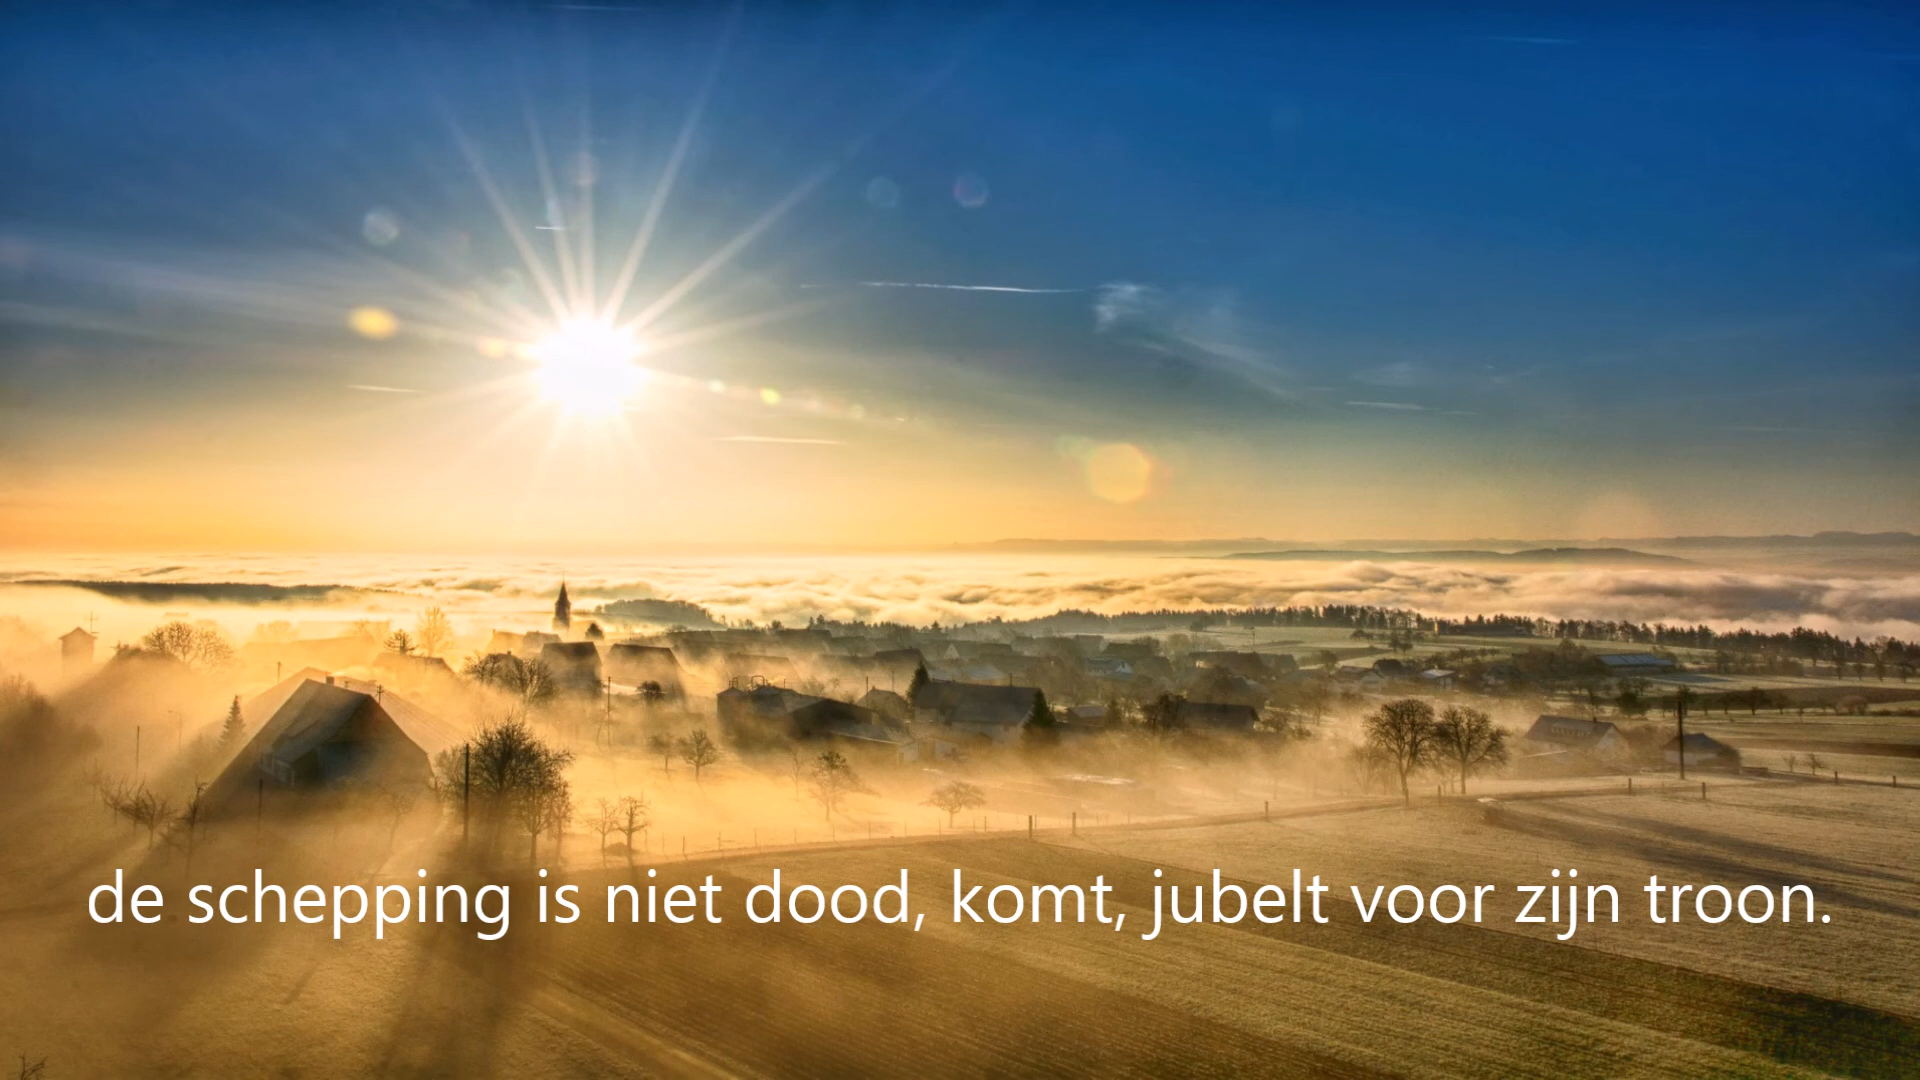 de schepping is niet dood, komt, jubelt voor zijn troon.